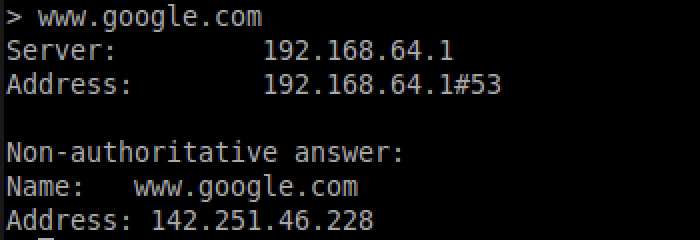 > www.google.com
Server:		192.168.64.1
Address:	192.168.64.1#53

Non-authoritative answer:
Name:	www.google.com
Address: 142.251.46.228